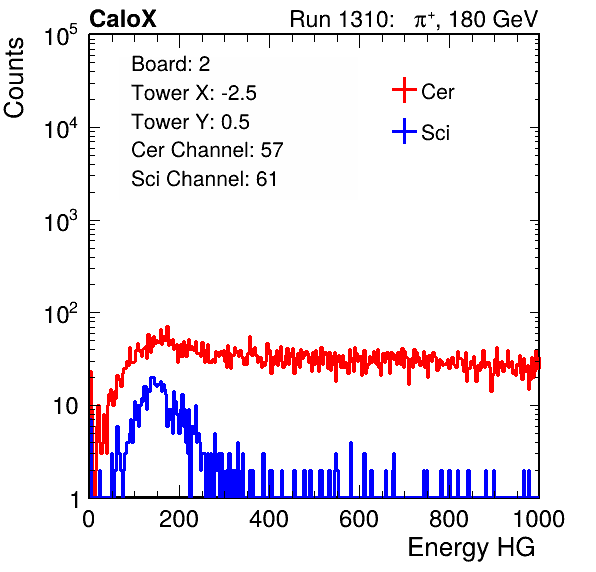 CaloX Run 1310: π⁺, 180 GeV
Counts
10⁵
10⁴
10³
10²
10
1
Board: 2
Tower X: -2.5
Tower Y: 0.5
Cer Channel: 57
Sci Channel: 61
Cer
Sci
0 200 400 600 800 1000
Energy HG